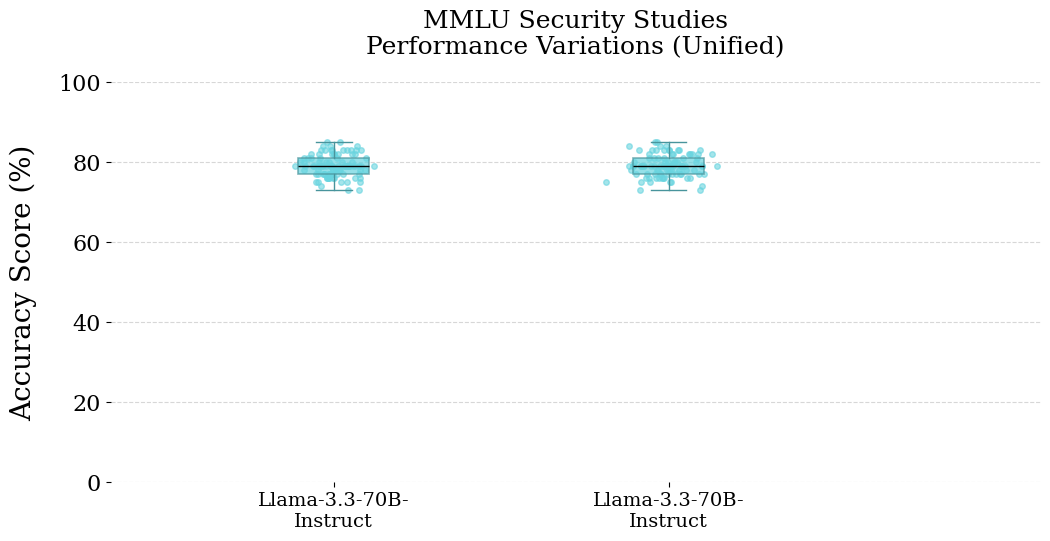 MMLU Security Studies
Performance Variations (Unified)
Accuracy Score (%)
100
80
60
40
20
0
Llama-3.3-70B-
Instruct
Llama-3.3-70B-
Instruct